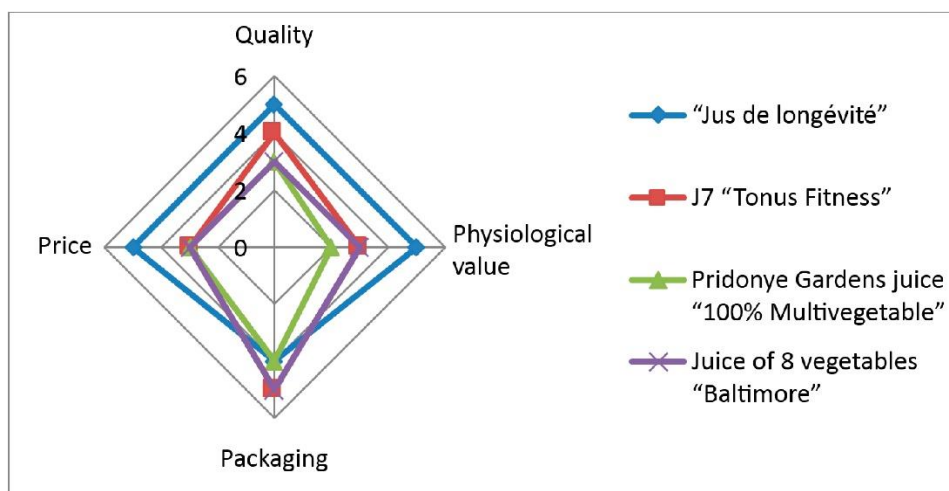 Quality
6
4
2
0
Price
Physiological
value
Packaging
“Jus de longévité”
J7 “Tonus Fitness”
Pridonye Gardens juice
“100% Multivegetable”
Juice of 8 vegetables
“Baltimore”